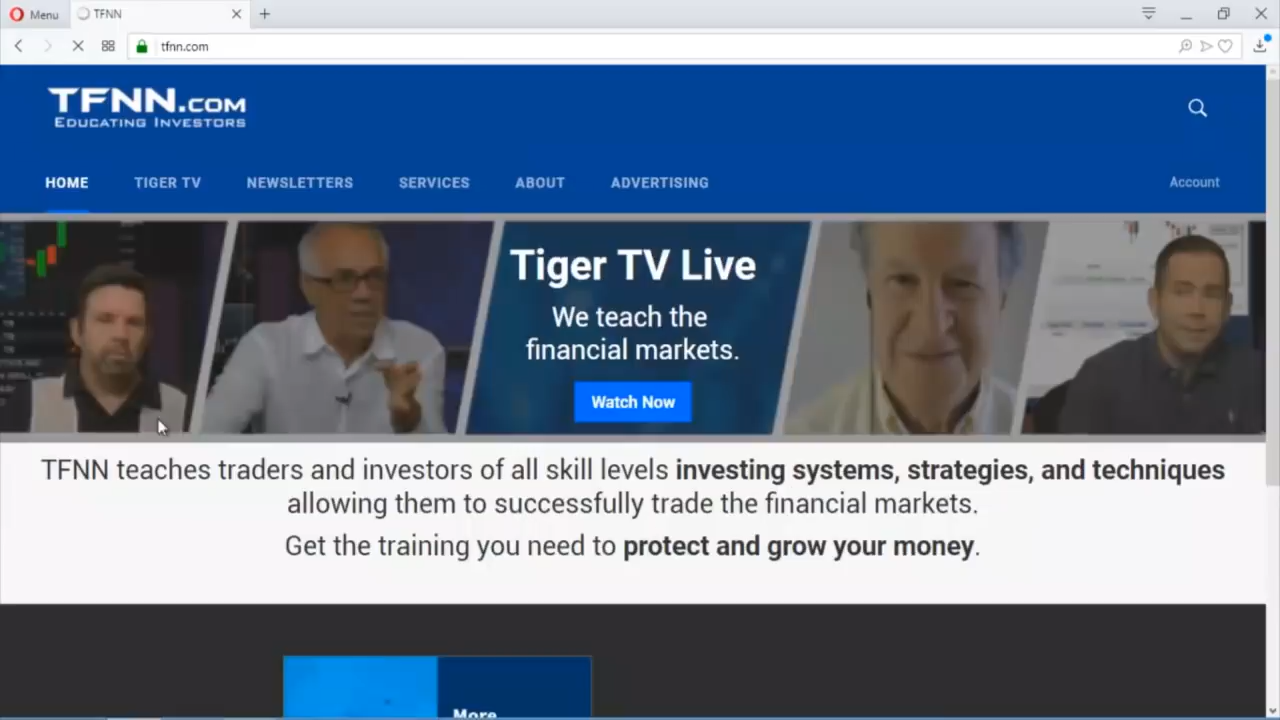 Menu
TFNN
tfnn.com
TFNN.COM
EDUCATING INVESTORS
HOME
TIGER TV
NEWSLETTERS
SERVICES
ABOUT
ADVERTISING
Account
Tiger TV Live
We teach the
financial markets.
Watch Now
TFNN teaches traders and investors of all skill levels investing systems, strategies, and techniques
allowing them to successfully trade the financial markets.
Get the training you need to protect and grow your money.
More